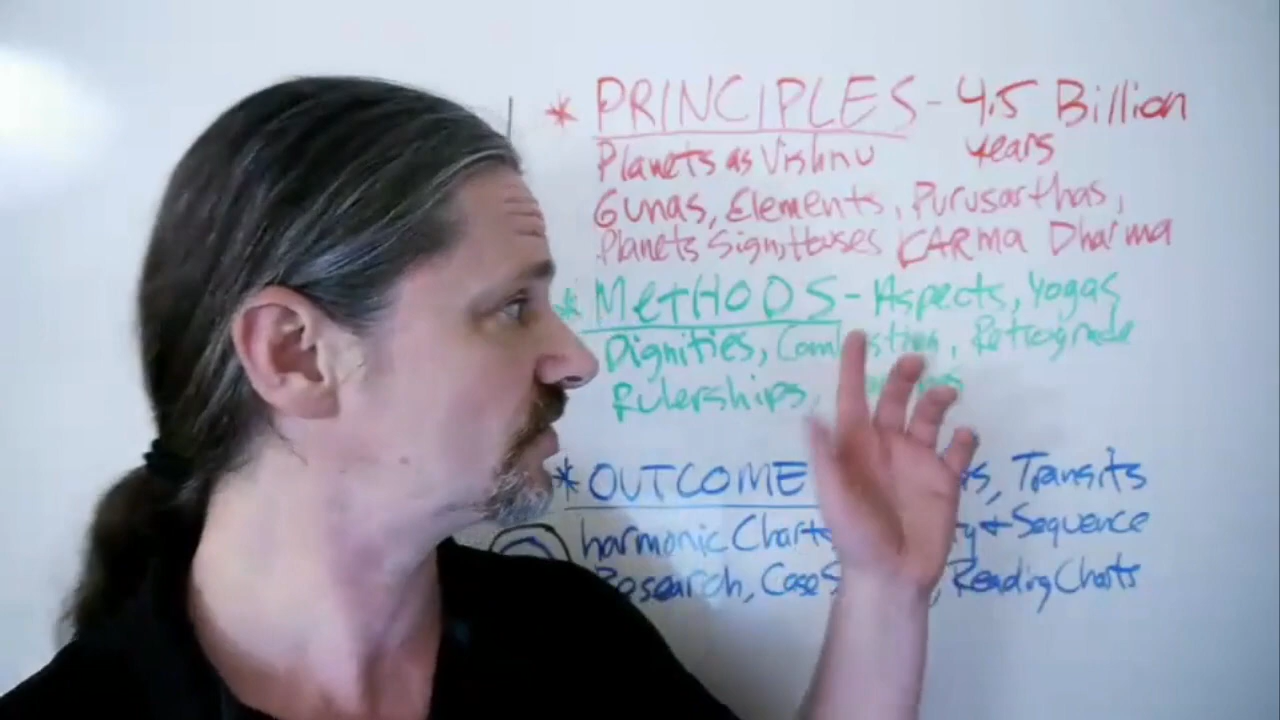 * PRINCIPLES - 4.5 Billion
Planets as Vishnu years
Gunas, Elements, Purusarthas,
Planets Signs Houses KARMA Dharma
* METHODS - Aspects, Yogas
Dignities, Retrograde
Rulerships,
* OUTCOME Transits
harmonic Charts & Sequence
Research, Reading Charts